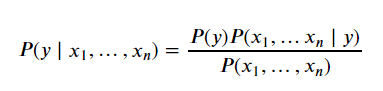 P(y | x₁, … , xₙ) = P(y)P(x₁, … xₙ | y) / P(x₁, … , xₙ)